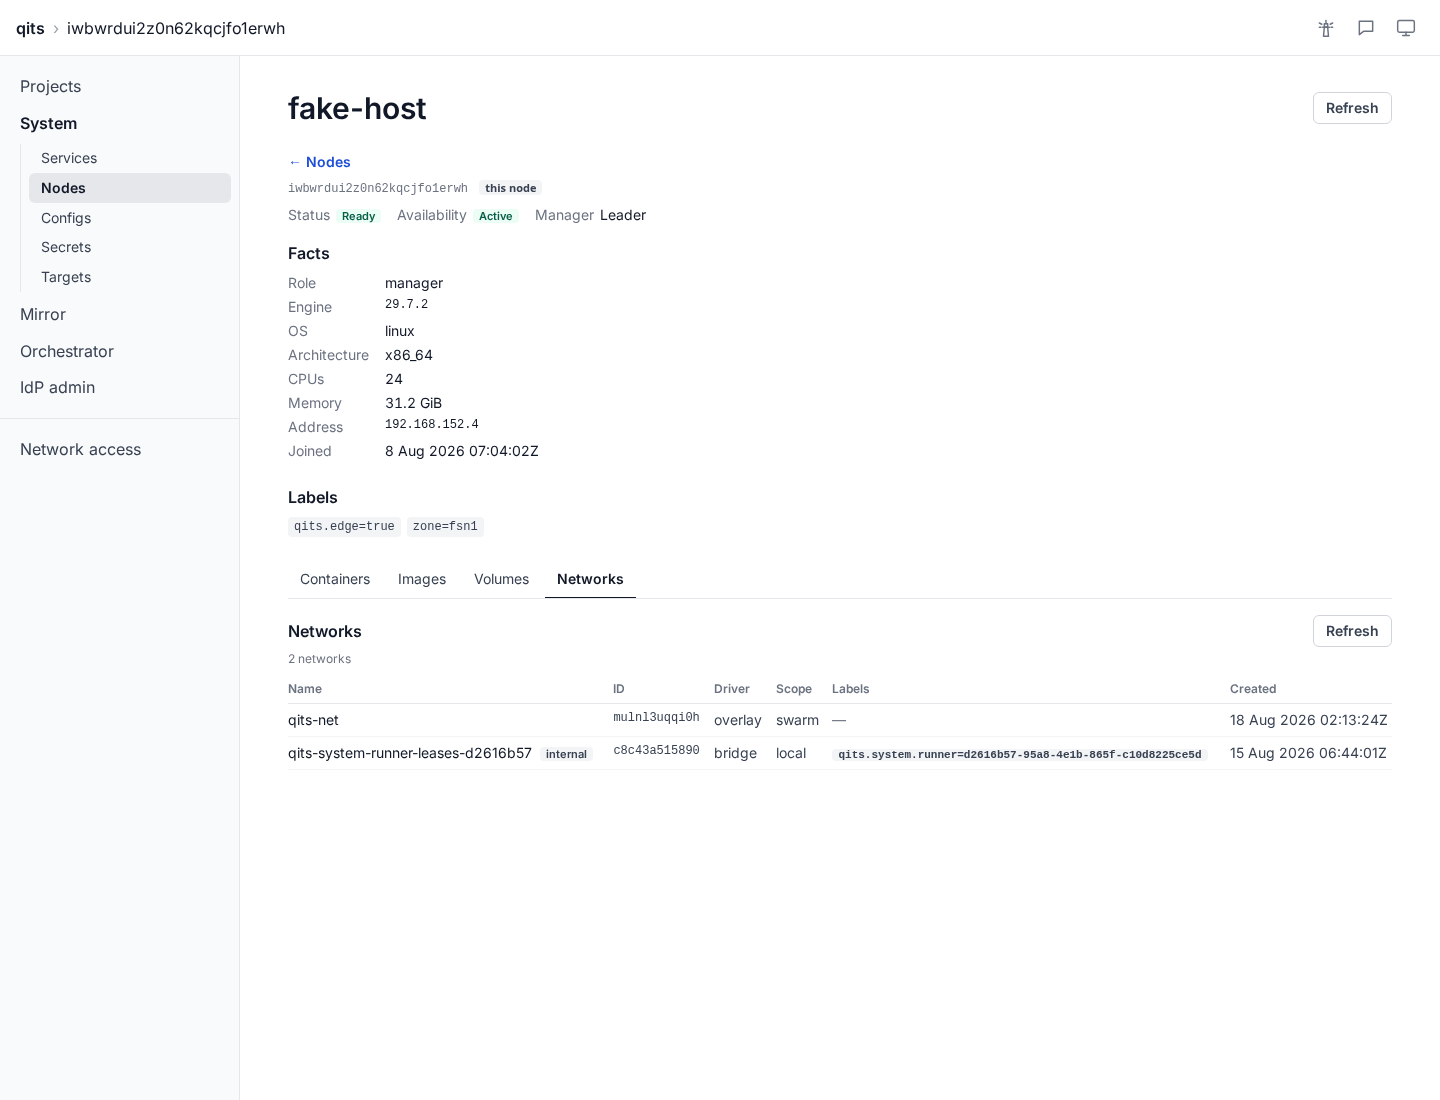 qits › iwbwrdui2z0n62kqcjfo1erwh
Projects
System
Services
Nodes
Configs
Secrets
Targets
Mirror
Orchestrator
IdP admin
Network access
fake-host
Refresh
← Nodes
iwbwrdui2z0n62kqcjfo1erwh this node
Status Ready Availability Active Manager Leader
Facts
Role manager
Engine 29.7.2
OS linux
Architecture x86_64
CPUs 24
Memory 31.2 GiB
Address 192.168.152.4
Joined 8 Aug 2026 07:04:02Z
Labels
qits.edge=true zone=fsn1
Containers Images Volumes Networks
Networks
Refresh
2 networks
Name ID Driver Scope Labels Created
qits-net mulnl3uqqi0h overlay swarm — 18 Aug 2026 02:13:24Z
qits-system-runner-leases-d2616b57 internal c8c43a515890 bridge local qits.system.runner=d2616b57-95a8-4e1b-865f-c10d8225ce5d 15 Aug 2026 06:44:01Z